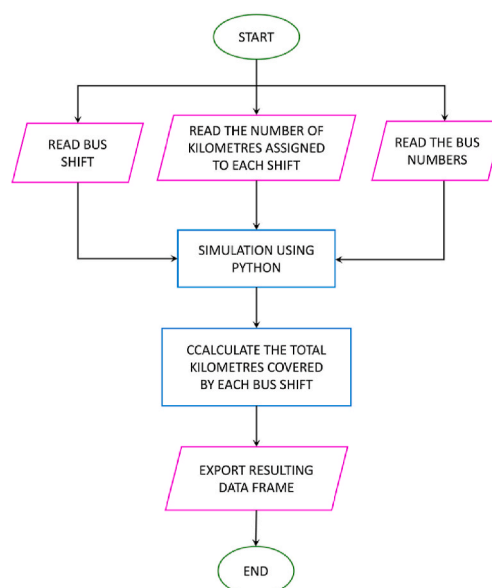 START
READ BUS
SHIFT
READ THE NUMBER OF
KILOMETRES ASSIGNED
TO EACH SHIFT
READ THE BUS
NUMBERS
SIMULATION USING
PYTHON
CCALCULATE THE TOTAL
KILOMETRES COVERED
BY EACH BUS SHIFT
EXPORT RESULTING
DATA FRAME
END